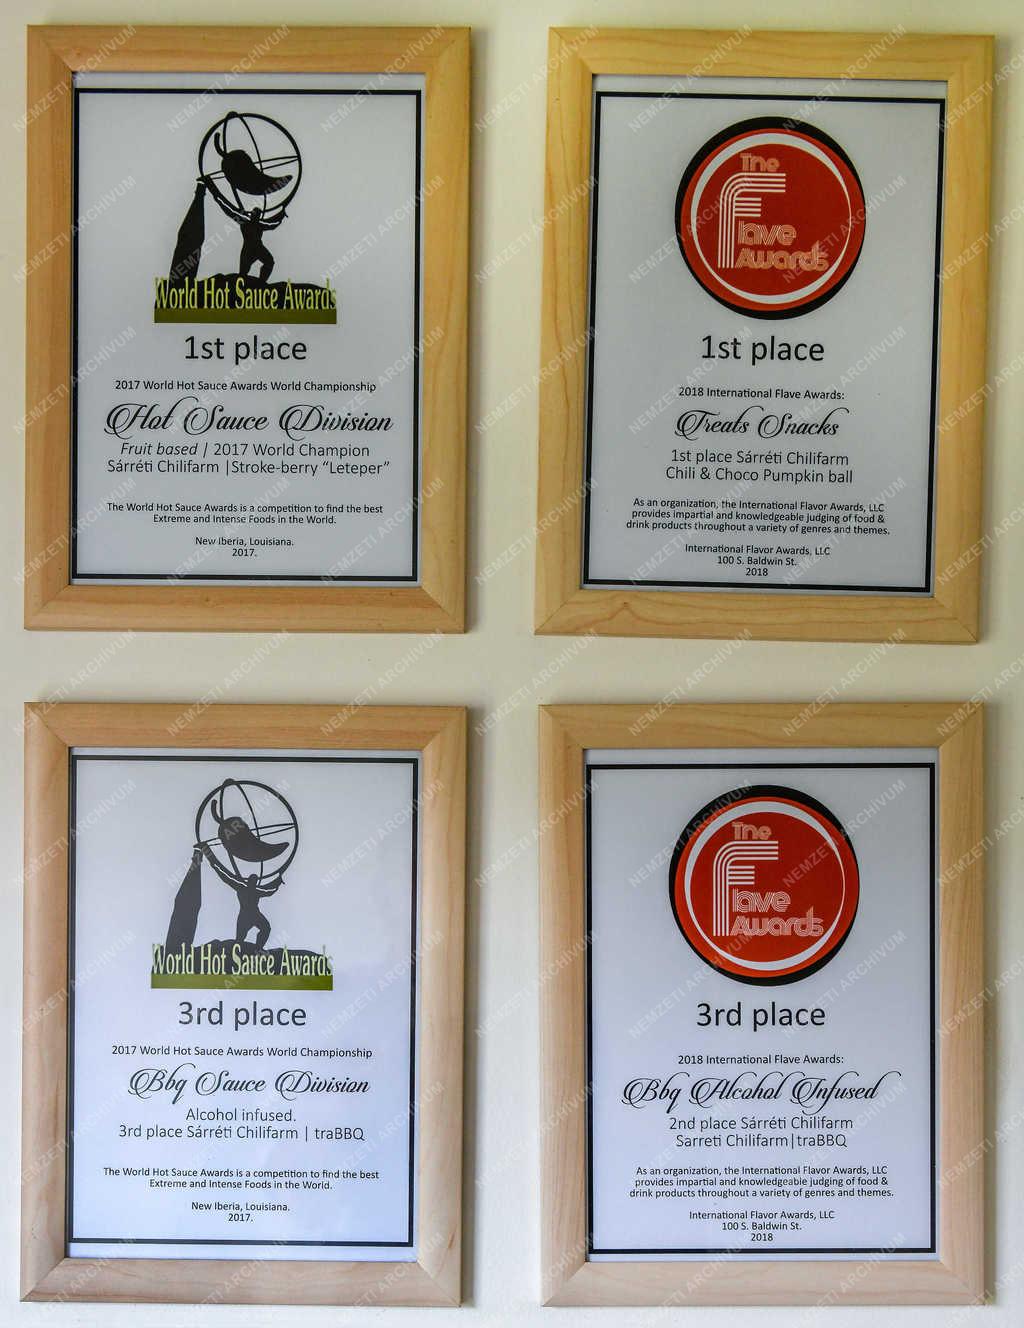 World Hot Sauce Awards
1st place
2017 World Hot Sauce Awards World Championship
Hot Sauce Division
Fruit based | 2017 World Champion
Sárréti Chilifarm |Stroke-berry “Leteper”
The World Hot Sauce Awards is a competition to find the best
Extreme and Intense Foods in the World.
New Iberia, Louisiana.
2017.
The
Flave
Awards
1st place
2018 International Flave Awards:
Treats Snacks
1st place Sárréti Chilifarm
Chili & Choco Pumpkin ball
As an organization, the International Flavor Awards, LLC
provides impartial and knowledgeable judging of food &
drink products throughout a variety of genres and themes.
International Flavor Awards, LLC
100 S. Baldwin St.
2018
World Hot Sauce Awards
3rd place
2017 World Hot Sauce Awards World Championship
Bbq Sauce Division
Alcohol infused.
3rd place Sárréti Chilifarm | traBBQ
The World Hot Sauce Awards is a competition to find the best
Extreme and Intense Foods in the World.
New Iberia, Louisiana.
2017.
The
Flave
Awards
3rd place
2018 International Flave Awards:
Bbq Alcohol Infused
2nd place Sárréti Chilifarm
Sarreti Chilifarm|traBBQ
As an organization, the International Flavor Awards, LLC
provides impartial and knowledgeable judging of food &
drink products throughout a variety of genres and themes.
International Flavor Awards, LLC
100 S. Baldwin St.
2018
NEMZETI ARCHIVUM